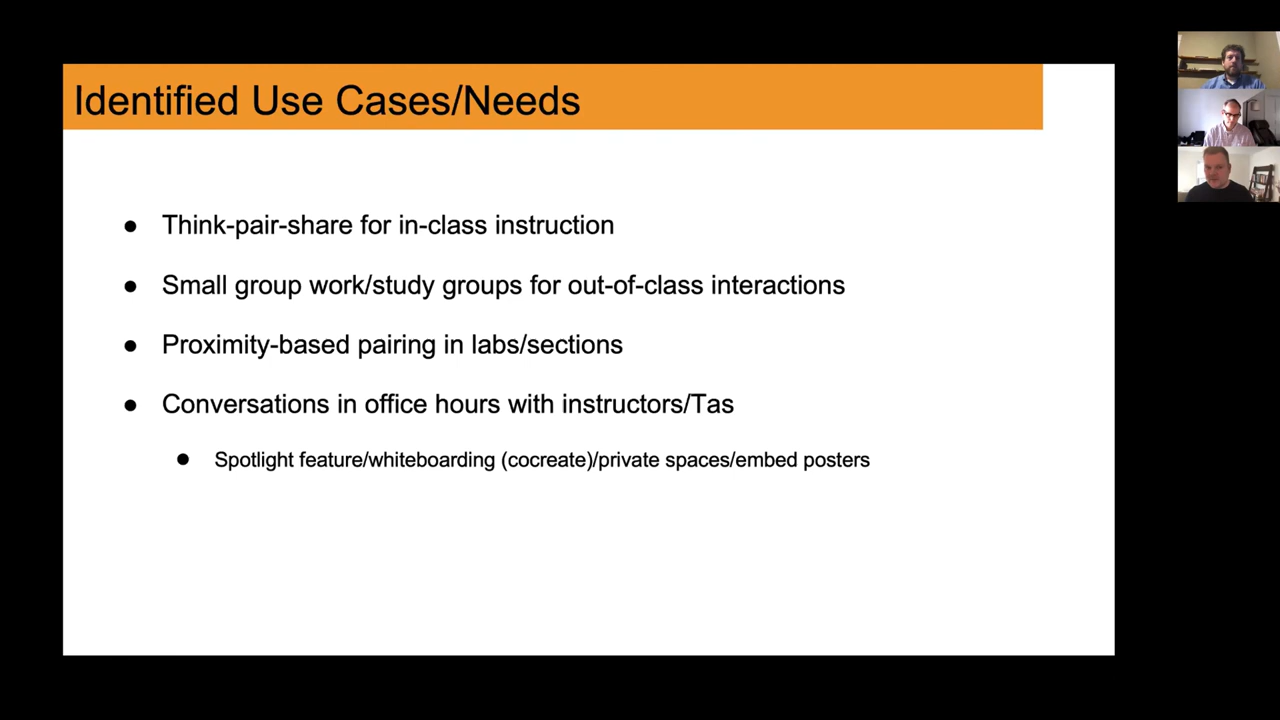 Identified Use Cases/Needs
● Think-pair-share for in-class instruction
● Small group work/study groups for out-of-class interactions
● Proximity-based pairing in labs/sections
● Conversations in office hours with instructors/Tas
● Spotlight feature/whiteboarding (cocreate)/private spaces/embed posters